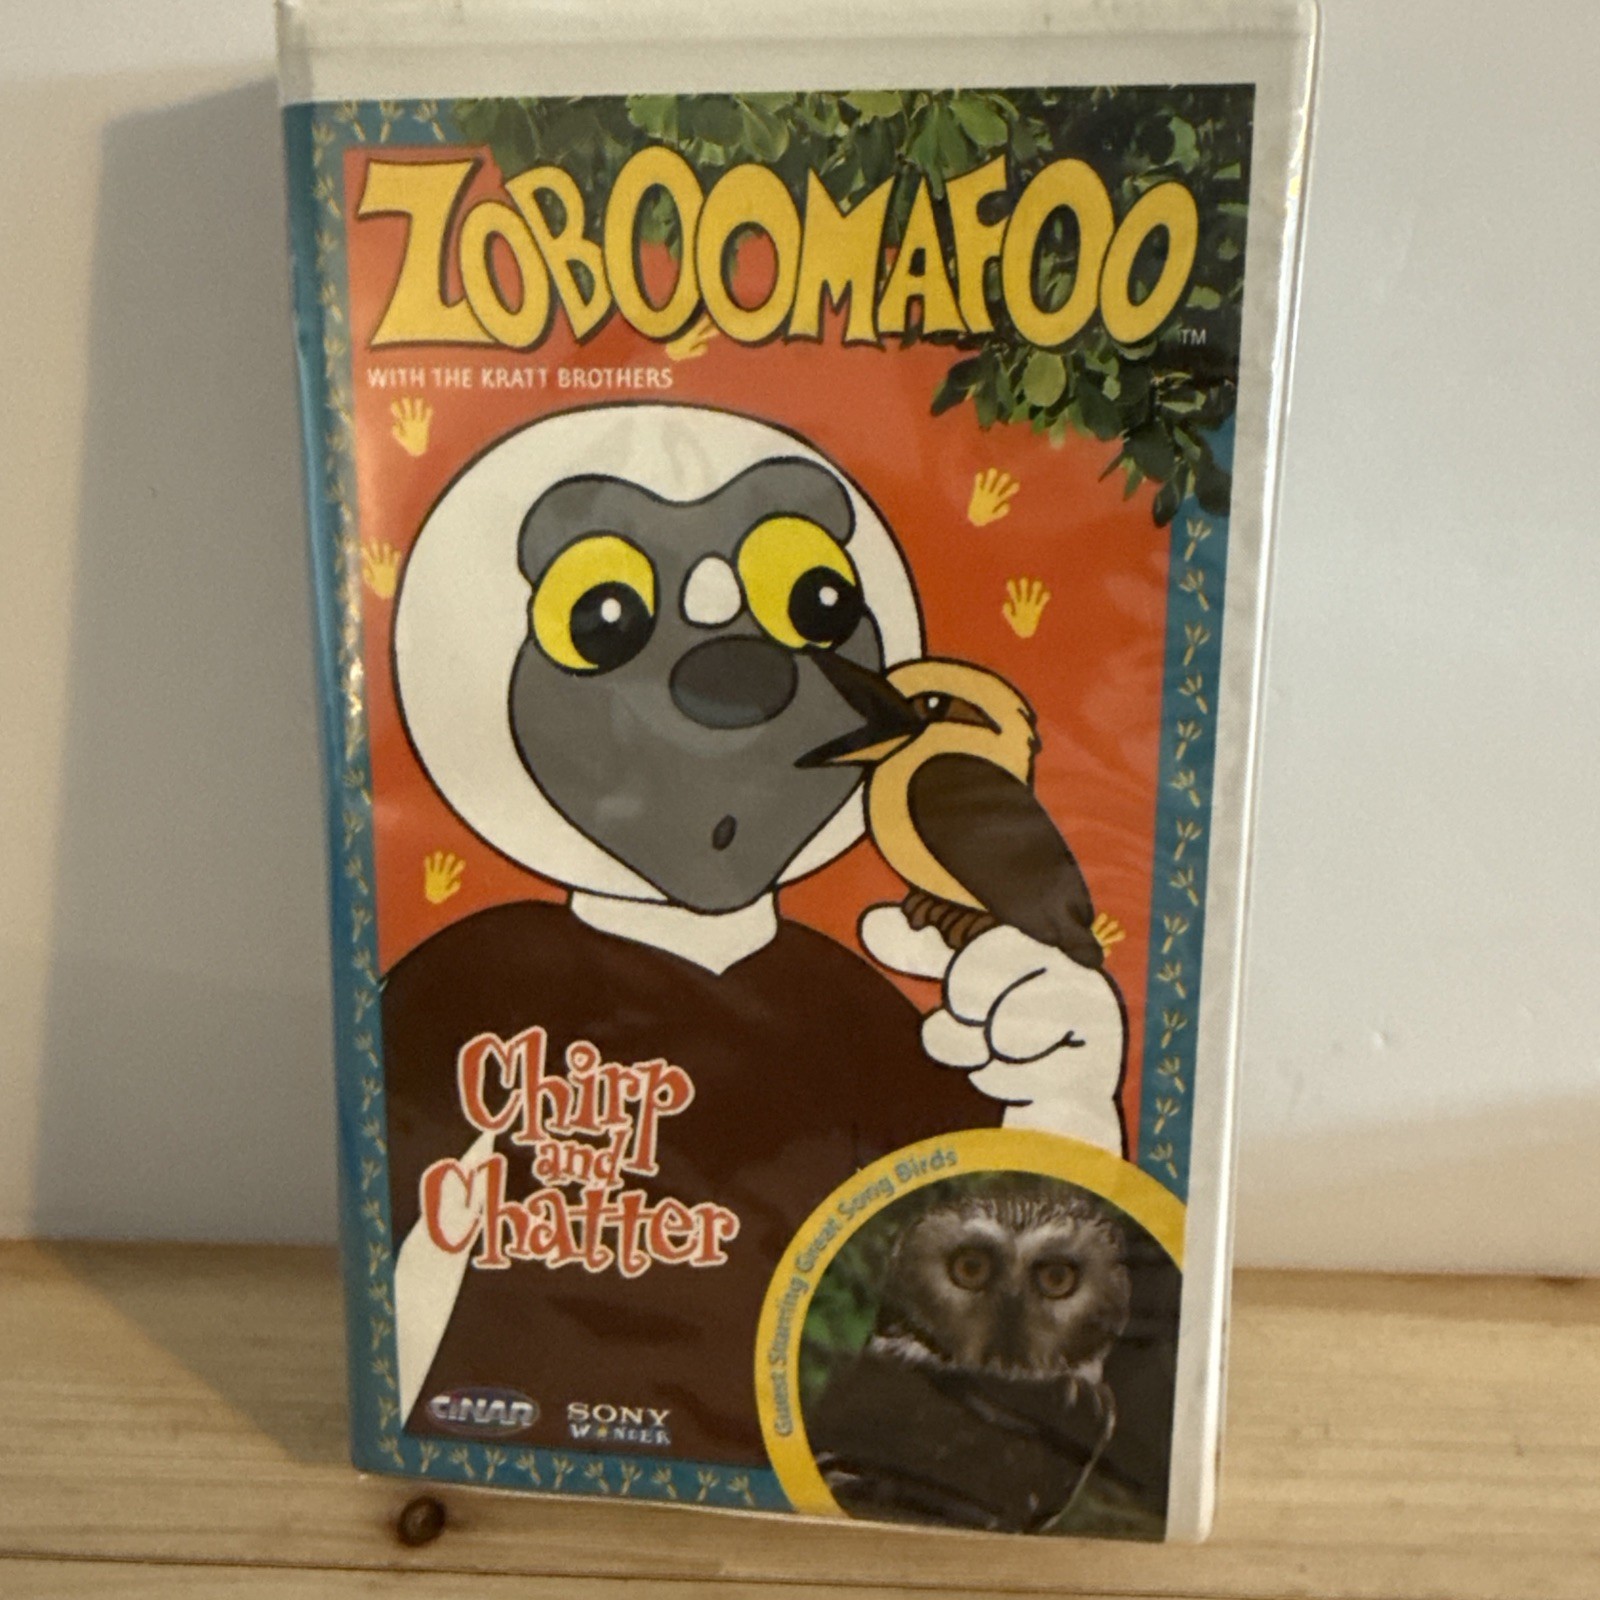 ZOBOOMAFOO
TM
WITH THE KRATT BROTHERS
Chirp
and
Chatter
Guest Starring Great Song Birds
CINAR
SONY
WONDER